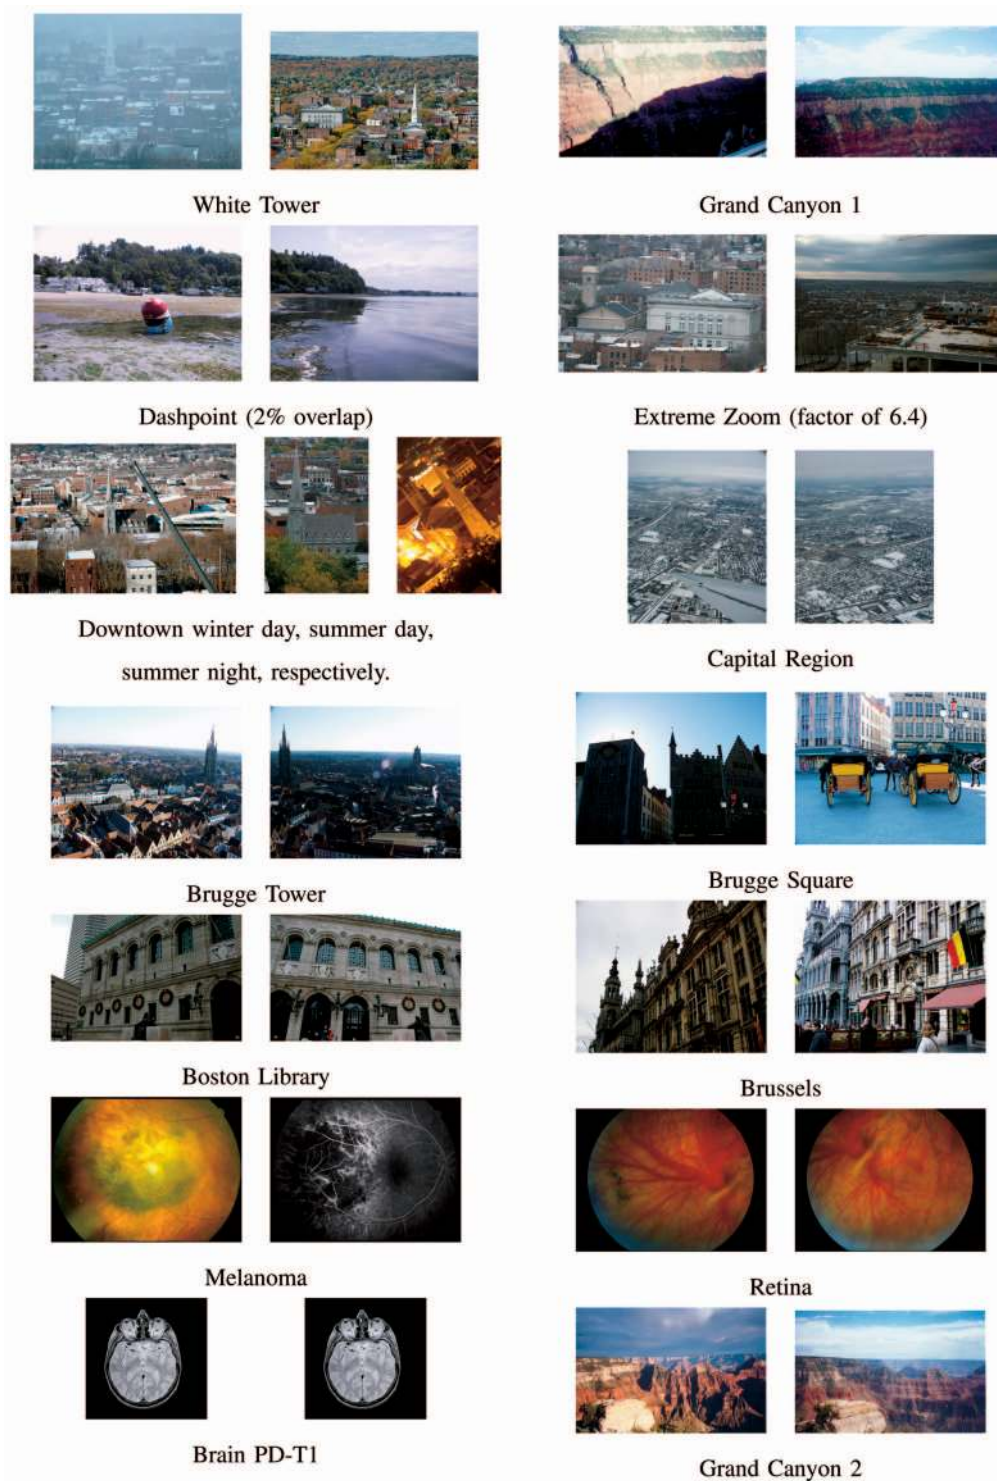 White Tower
Grand Canyon 1
Dashpoint (2% overlap)
Extreme Zoom (factor of 6.4)
Downtown winter day, summer day,
summer night, respectively.
Capital Region
Brugge Tower
Brugge Square
Boston Library
Brussels
Melanoma
Retina
Brain PD-T1
Grand Canyon 2